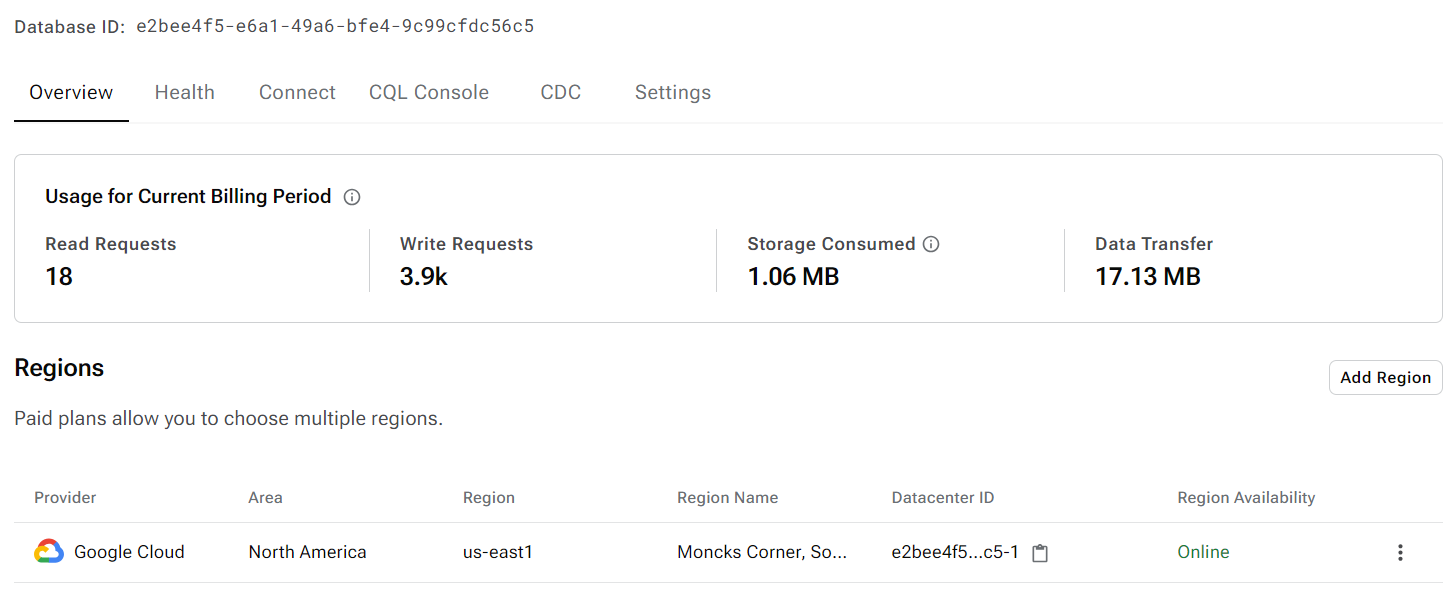 Database ID: e2bee4f5-e6a1-49a6-bfe4-9c99cfdc56c5
Overview Health Connect CQL Console CDC Settings
Usage for Current Billing Period
Read Requests Write Requests Storage Consumed Data Transfer
18 3.9k 1.06 MB 17.13 MB
Regions
Add Region
Paid plans allow you to choose multiple regions.
Provider Area Region Region Name Datacenter ID Region Availability
Google Cloud North America us-east1 Moncks Corner, So... e2bee4f5...c5-1 Online